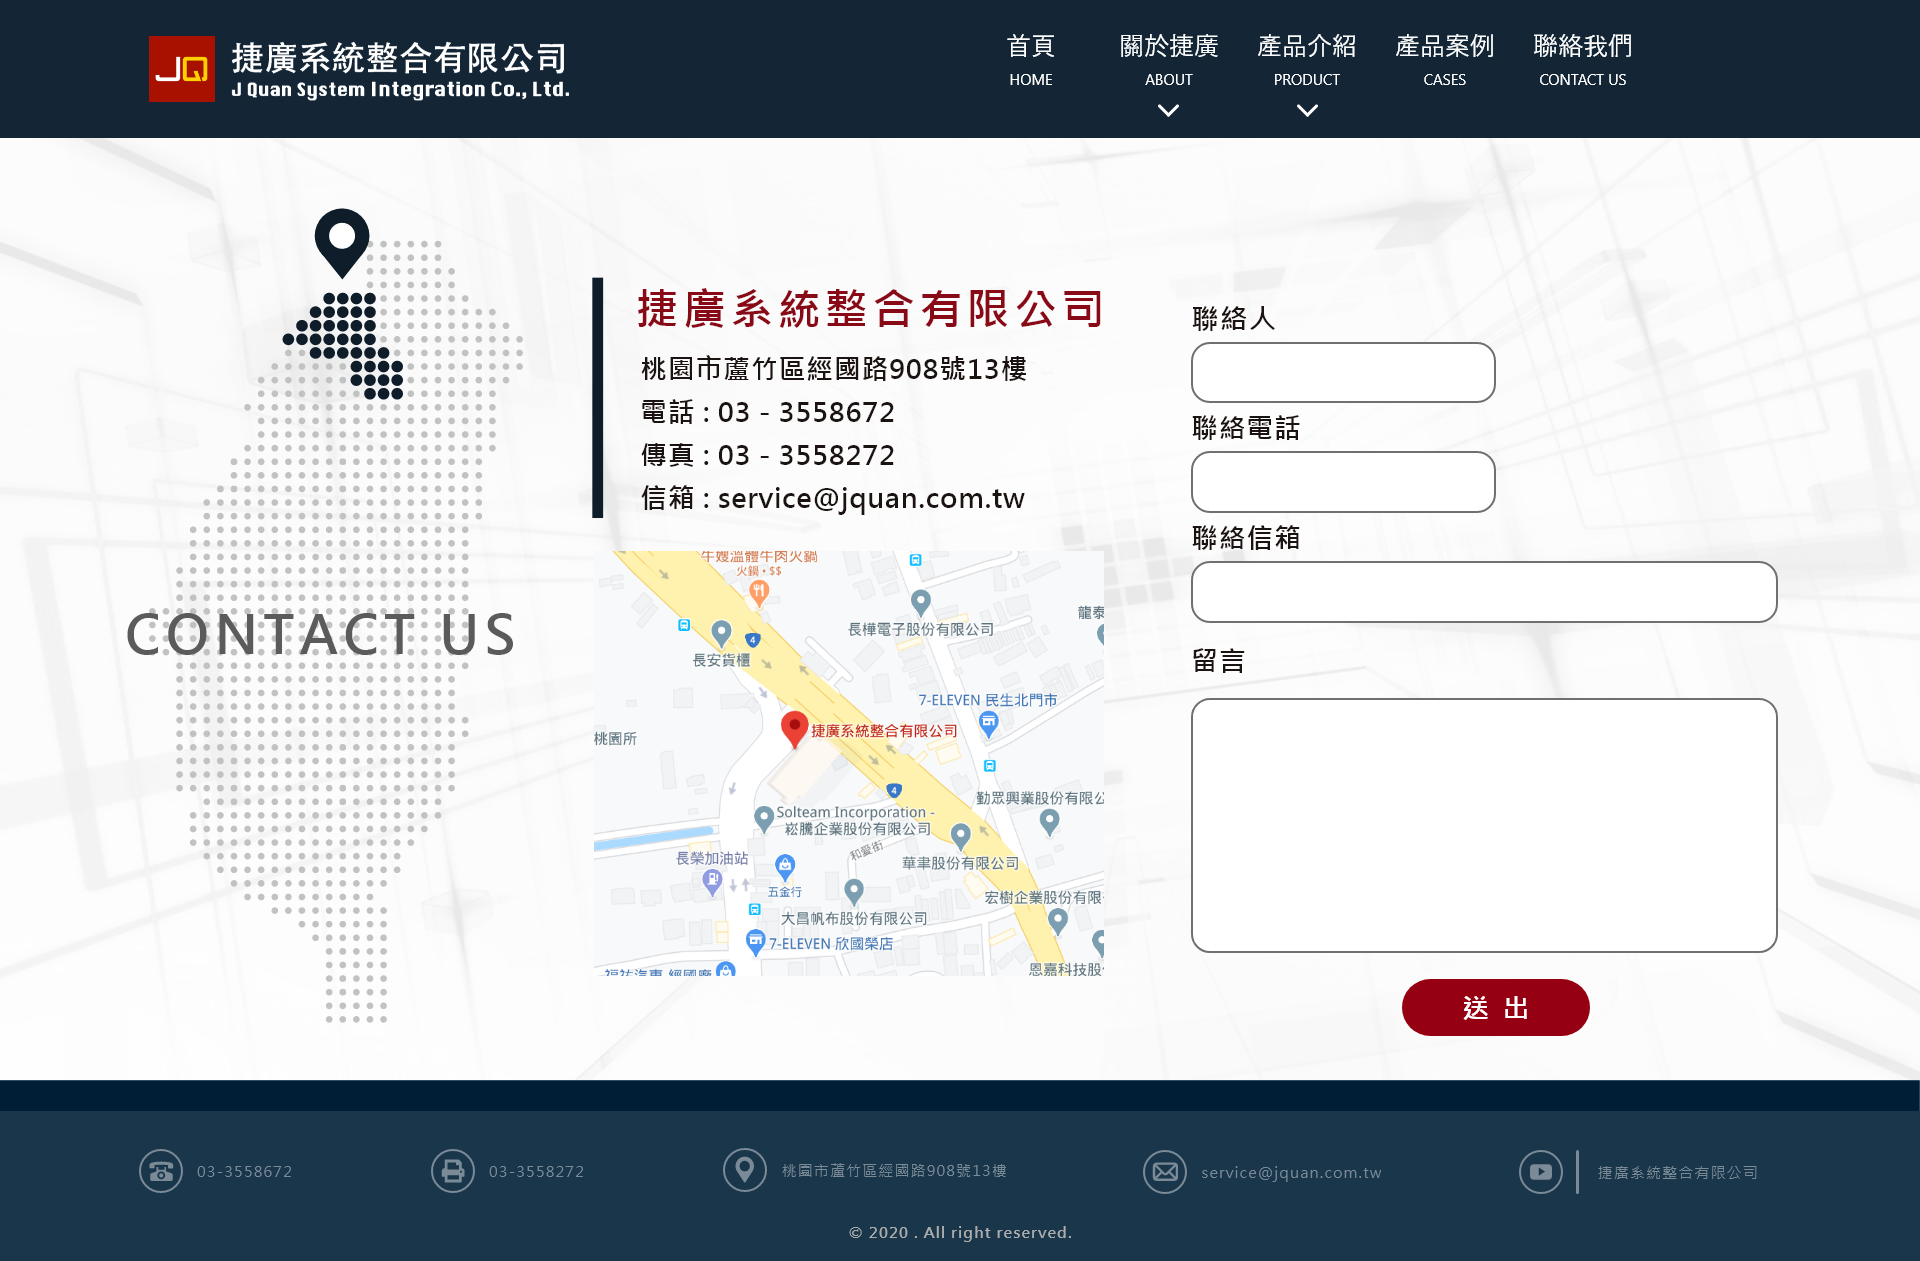 JQ
捷廣系統整合有限公司
J Quan System Integration Co., Ltd.
首頁
HOME
關於捷廣
ABOUT
產品介紹
PRODUCT
產品案例
CASES
聯絡我們
CONTACT US
CONTACT US
捷廣系統整合有限公司
桃園市蘆竹區經國路908號13樓
電話 : 03 - 3558672
傳真 : 03 - 3558272
信箱 : service@jquan.com.tw
牛嫂溫體牛肉火鍋
火鍋 • $$
龍泰
長樺電子股份有限公司
4
長安貨櫃
7-ELEVEN 民生北門市
捷廣系統整合有限公司
桃園所
4
勤眾興業股份有限公
Solteam Incorporation -
崧騰企業股份有限公司
和愛街
長榮加油站
華聿股份有限公司
五金行
宏樹企業股份有限
大昌帆布股份有限公司
7-ELEVEN 欣國榮店
恩嘉科技股份
福祐汽車-經國廠
聯絡人
聯絡電話
聯絡信箱
留言
送 出
03-3558672
03-3558272
桃園市蘆竹區經國路908號13樓
service@jquan.com.tw
捷廣系統整合有限公司
© 2020 . All right reserved.